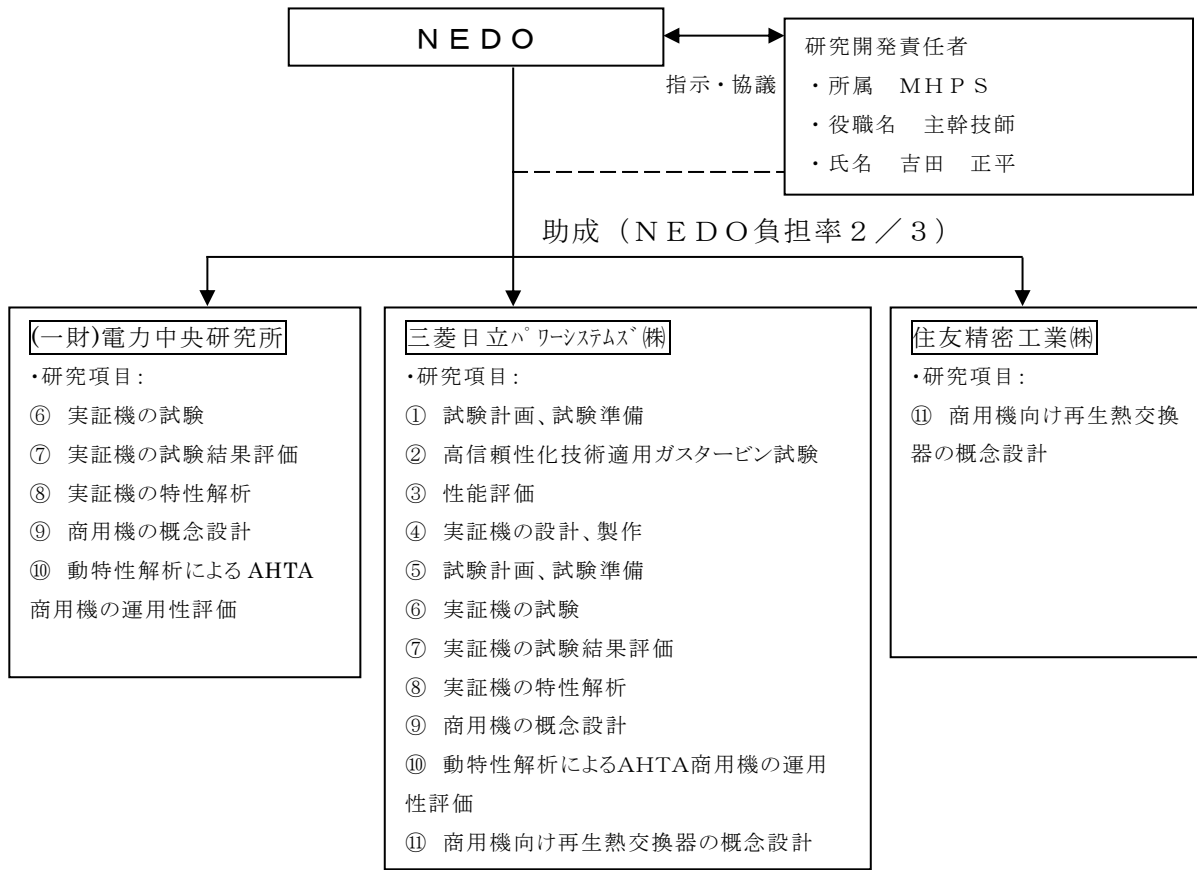 ＮＥＤＯ
指示・協議
研究開発責任者
・所属　ＭＨＰＳ
・役職名　主幹技師
・氏名　吉田　正平
助成（ＮＥＤＯ負担率２／３）
(一財)電力中央研究所
・研究項目：
⑥ 実証機の試験
⑦ 実証機の試験結果評価
⑧ 実証機の特性解析
⑨ 商用機の概念設計
⑩ 動特性解析による AHTA
商用機の運用性評価
三菱日立ﾊﾟﾜｰｼｽﾃﾑｽﾞ㈱
・研究項目：
① 試験計画、試験準備
② 高信頼性化技術適用ガスタービン試験
③ 性能評価
④ 実証機の設計、製作
⑤ 試験計画、試験準備
⑥ 実証機の試験
⑦ 実証機の試験結果評価
⑧ 実証機の特性解析
⑨ 商用機の概念設計
⑩ 動特性解析によるAHTA商用機の運用
性評価
⑪ 商用機向け再生熱交換器の概念設計
住友精密工業㈱
・研究項目：
⑪ 商用機向け再生熱交換
器の概念設計